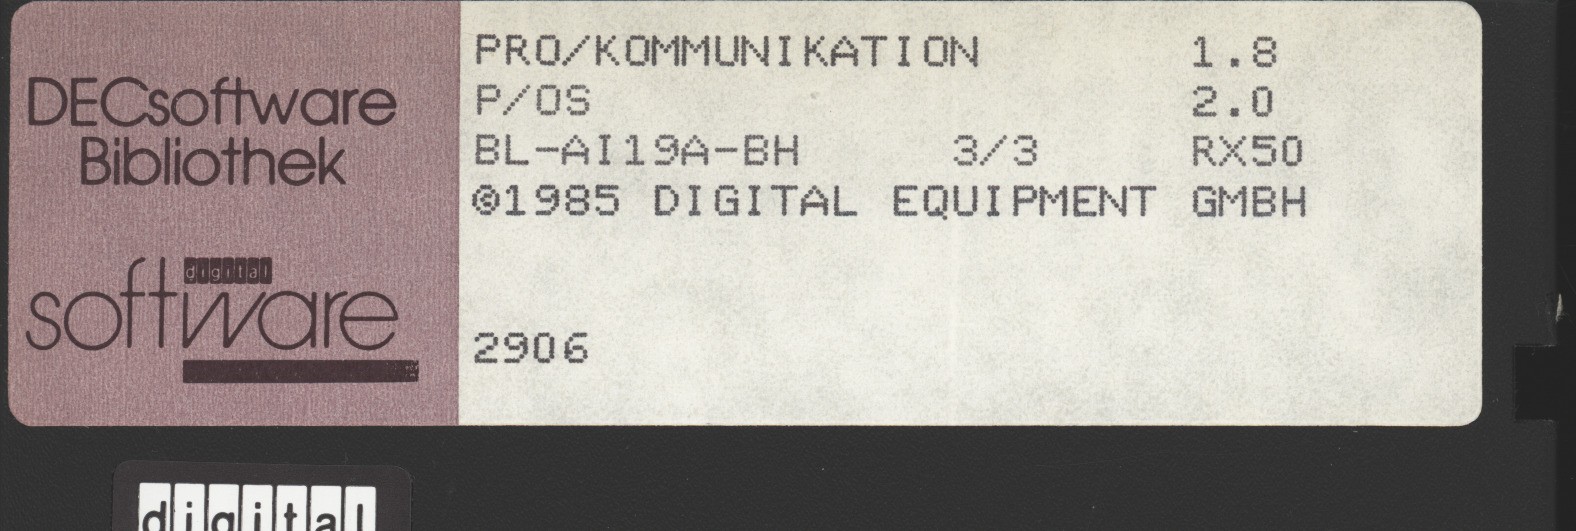 DECsoftware
Bibliothek
digital
software
PRO/KOMMUNIKATION 1.8
P/OS 2.0
BL-AI19A-BH 3/3 RX50
©1985 DIGITAL EQUIPMENT GMBH
2906
digital